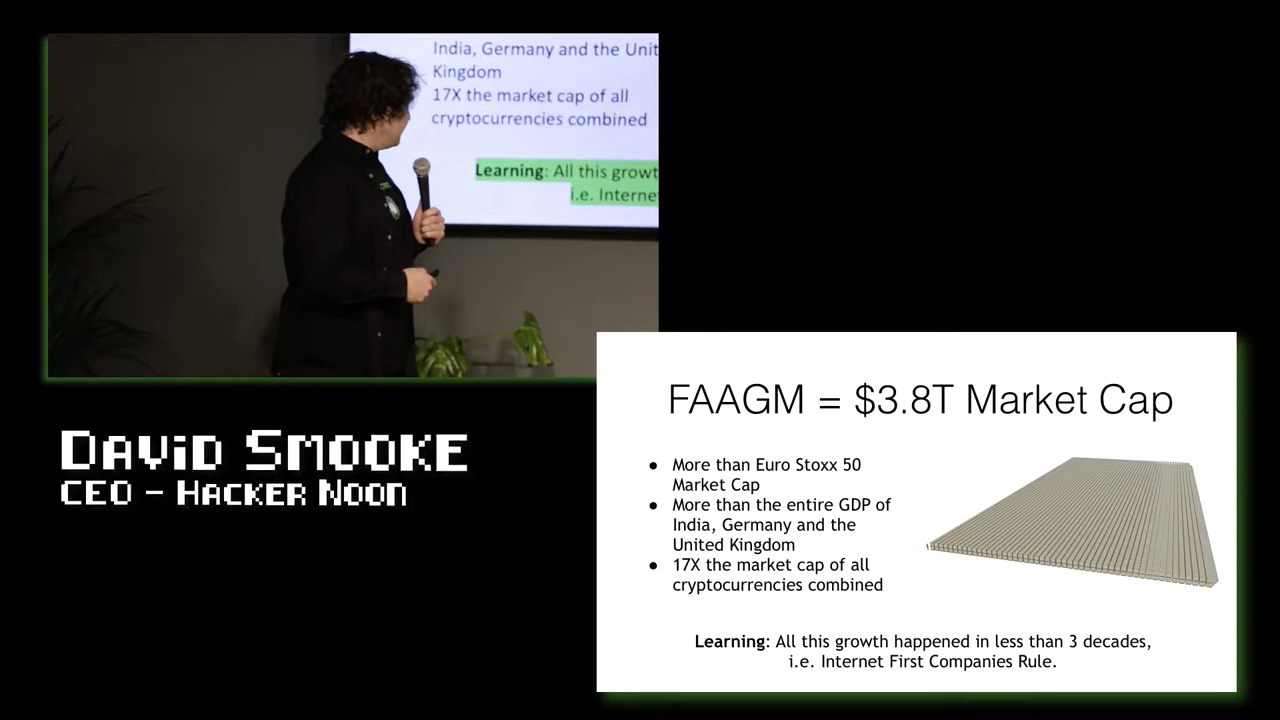 India, Germany and the Unit
Kingdom
17X the market cap of all
cryptocurrencies combined
Learning: All this growt
i.e. Interne
David Smooke
CEO – Hacker Noon
FAAGM = $3.8T Market Cap
● More than Euro Stoxx 50
Market Cap
● More than the entire GDP of
India, Germany and the
United Kingdom
● 17X the market cap of all
cryptocurrencies combined
Learning: All this growth happened in less than 3 decades,
i.e. Internet First Companies Rule.